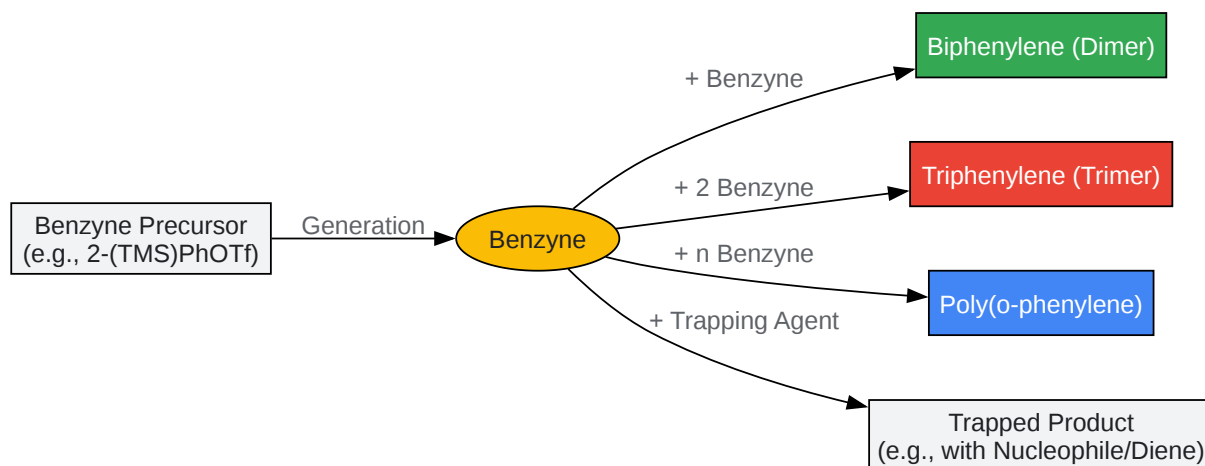 Biphenylene (Dimer)
+ Benzyne
Triphenylene (Trimer)
+ 2 Benzyne
Benzyne Precursor
(e.g., 2-(TMS)PhOTf)
Generation
Benzyne
+ n Benzyne
Poly(o-phenylene)
+ Trapping Agent
Trapped Product
(e.g., with Nucleophile/Diene)